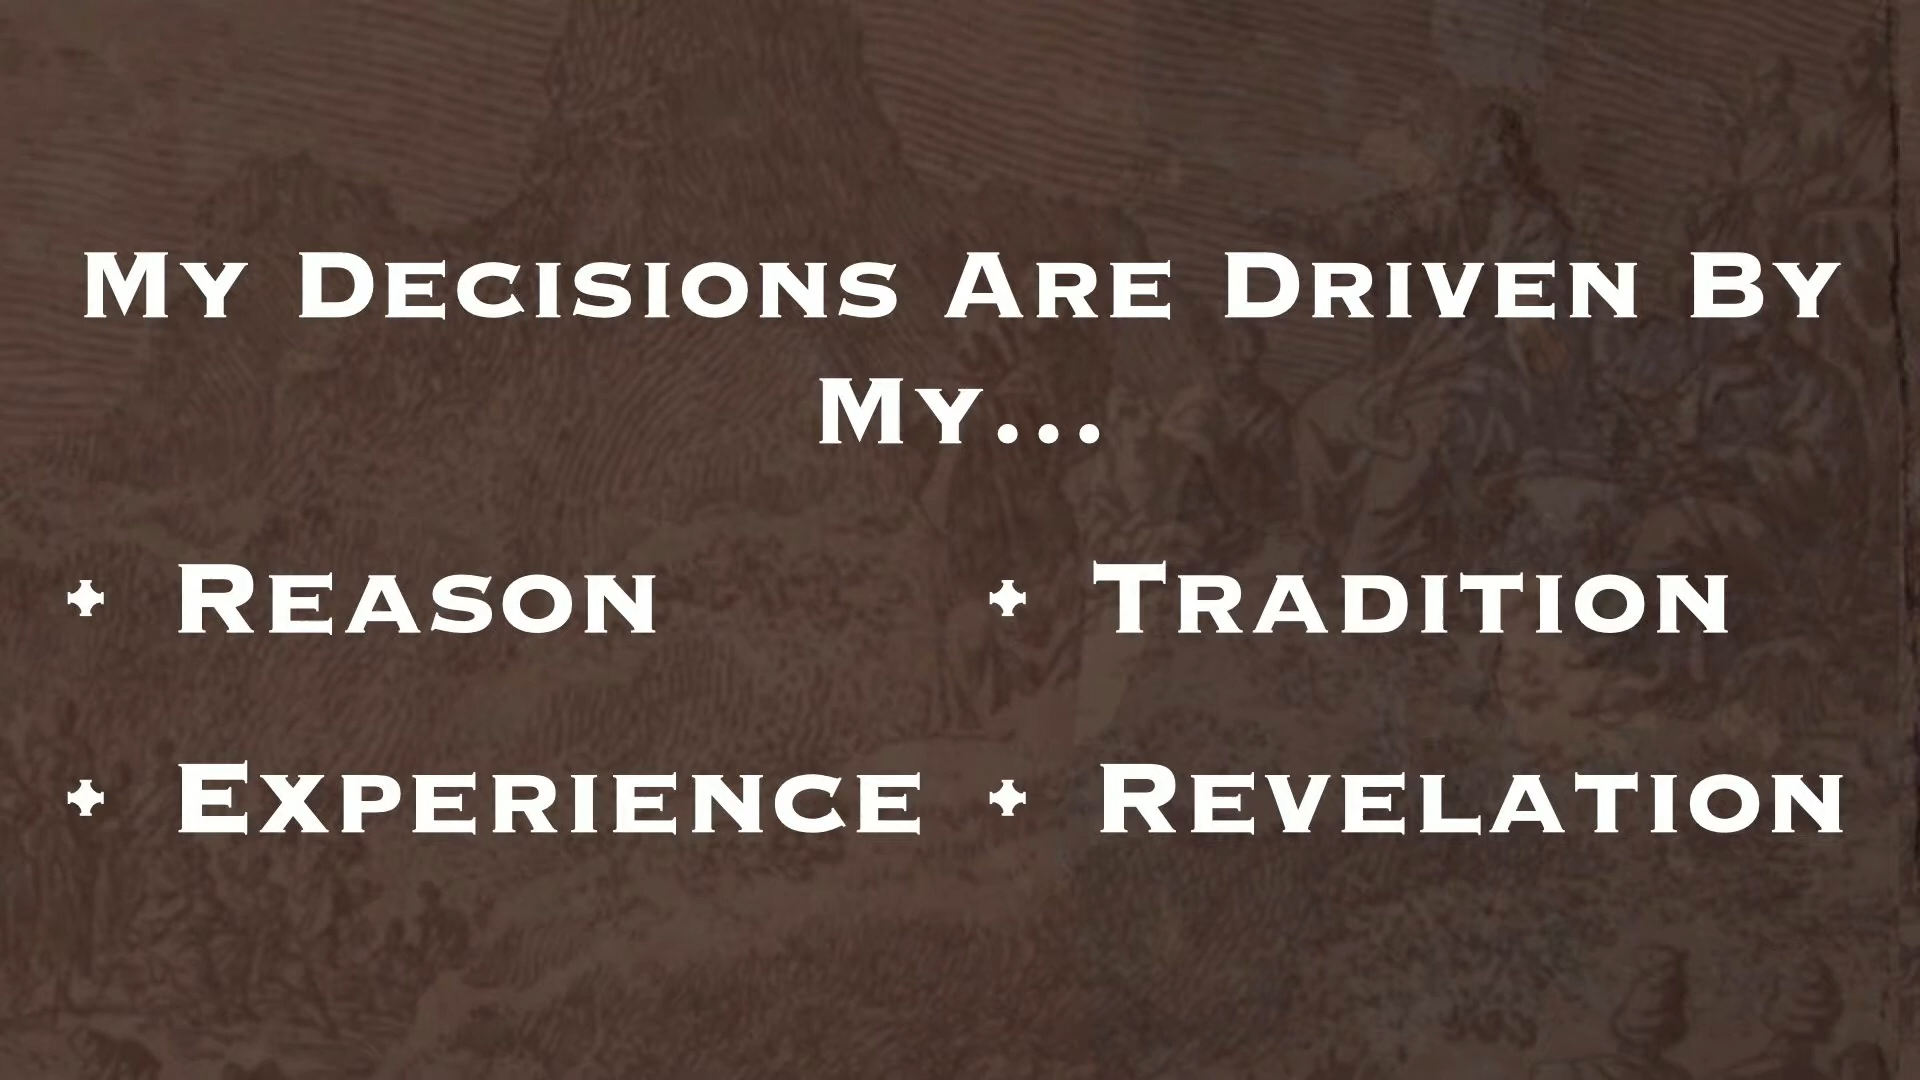 My Decisions Are Driven By
My...
Reason
Tradition
Experience
Revelation